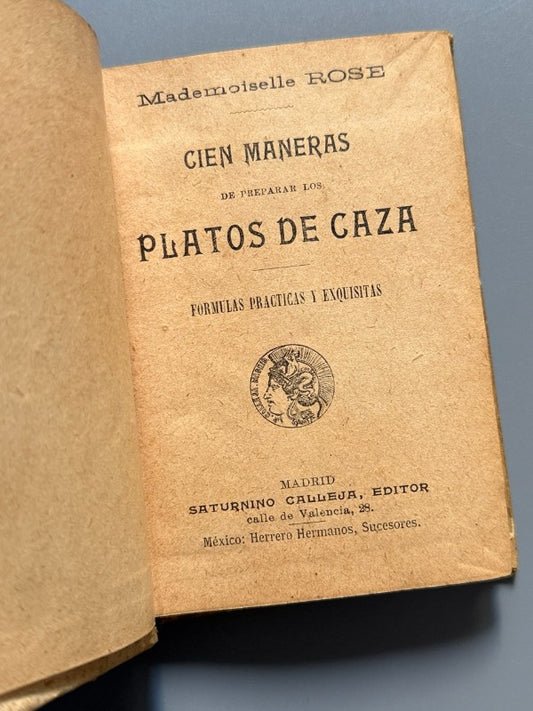 Mademoiselle ROSE
CIEN MANERAS
DE PREPARAR LOS
PLATOS DE CAZA
FORMULAS PRACTICAS Y EXQUISITAS
MADRID
SATURNINO CALLEJA, EDITOR
calle de Valencia, 28.
México: Herrero Hermanos, Sucesores.